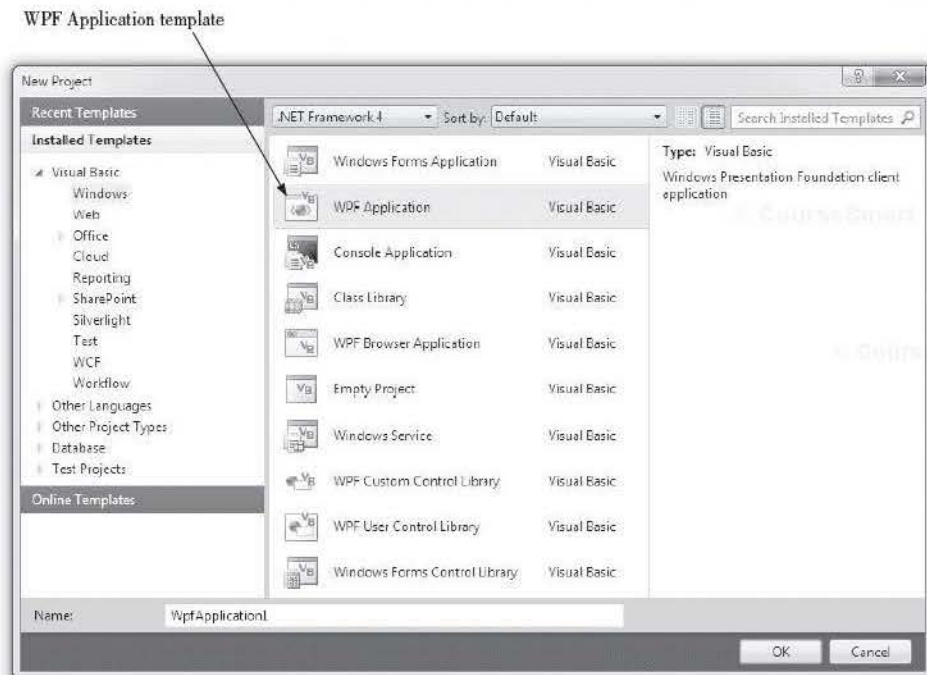 WPF Application template
New Project
Recent Templates
Installed Templates
Visual Basic
Windows
Web
Office
Cloud
Reporting
SharePoint
Silverlight
Test
WCF
Workflow
Other Languages
Other Project Types
Database
Test Projects
Online Templates
.NET Framework 4 Sort by: Default
Windows Forms Application Visual Basic
WPF Application Visual Basic
Console Application Visual Basic
Class Library Visual Basic
WPF Browser Application Visual Basic
Empty Project Visual Basic
Windows Service Visual Basic
WPF Custom Control Library Visual Basic
WPF User Control Library Visual Basic
Windows Forms Control Library Visual Basic
Search Installed Templates
Type: Visual Basic
Windows Presentation Foundation client
application
© CourseSmart
Name: WpfApplication1
OK Cancel